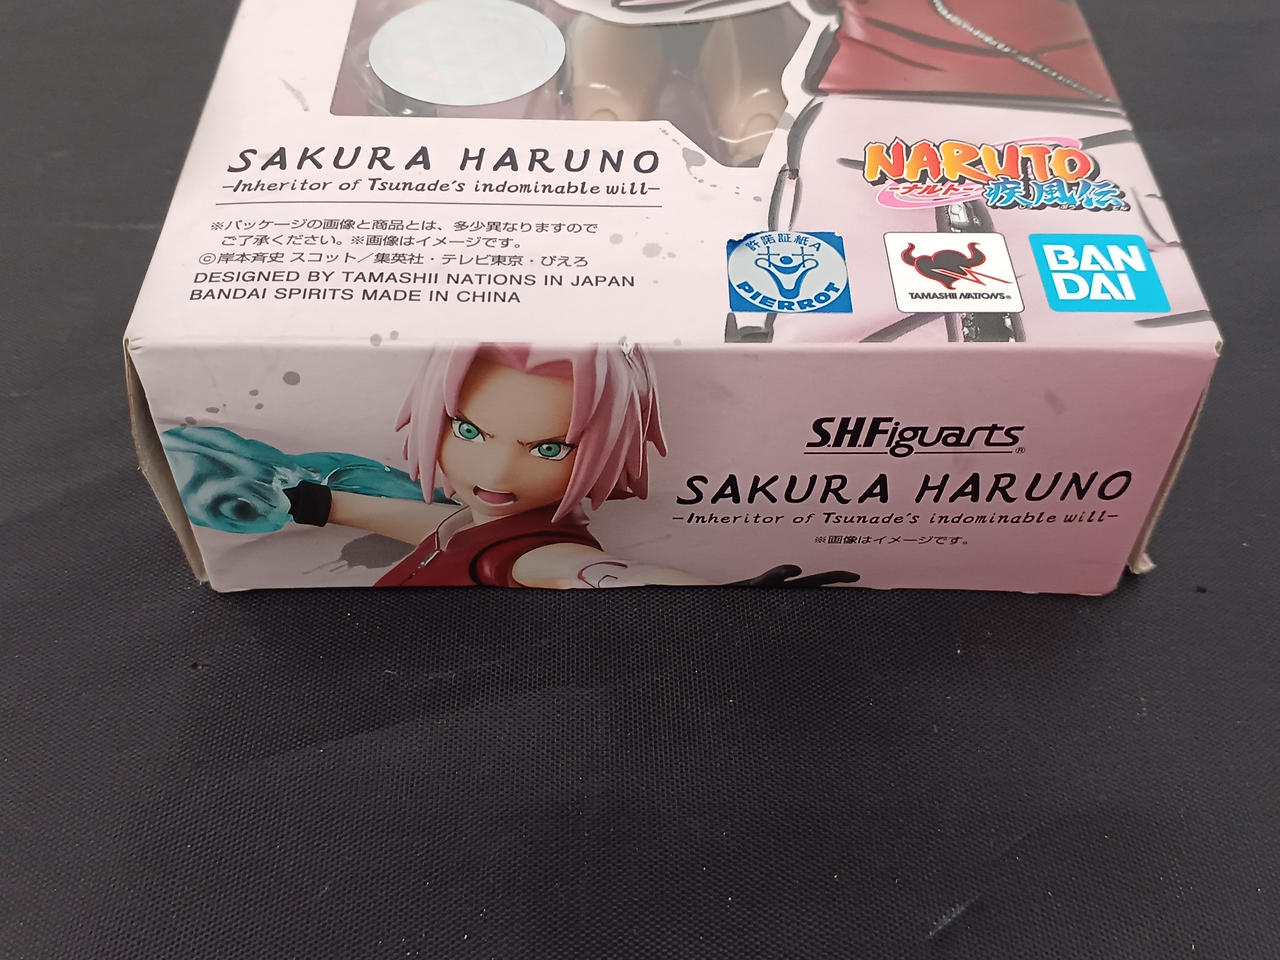 SAKURA HARUNO
-Inheritor of Tsunade's indominable will-
※パッケージの画像と商品とは、多少異なりますので
ご了承ください。※画像はイメージです。
©岸本斉史 スコット／集英社・テレビ東京・ぴえろ
DESIGNED BY TAMASHII NATIONS IN JAPAN
BANDAI SPIRITS MADE IN CHINA
NARUTO
-ナルト- 疾風伝
許諾証紙A
PIERROT
TAMASHII NATIONS®
BAN
DAI
S.H.Figuarts®
SAKURA HARUNO
-Inheritor of Tsunade's indominable will-
※画像はイメージです。